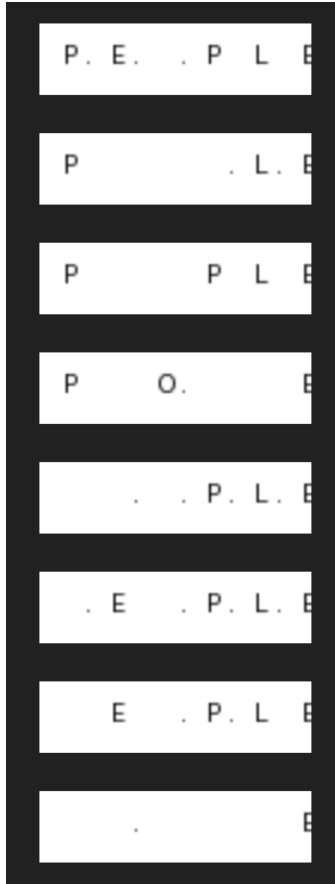 P. E. . P L E
P . L. E
P P L E
P O. E
. . P. L. E
. E . P. L. E
E . P. L E
. E